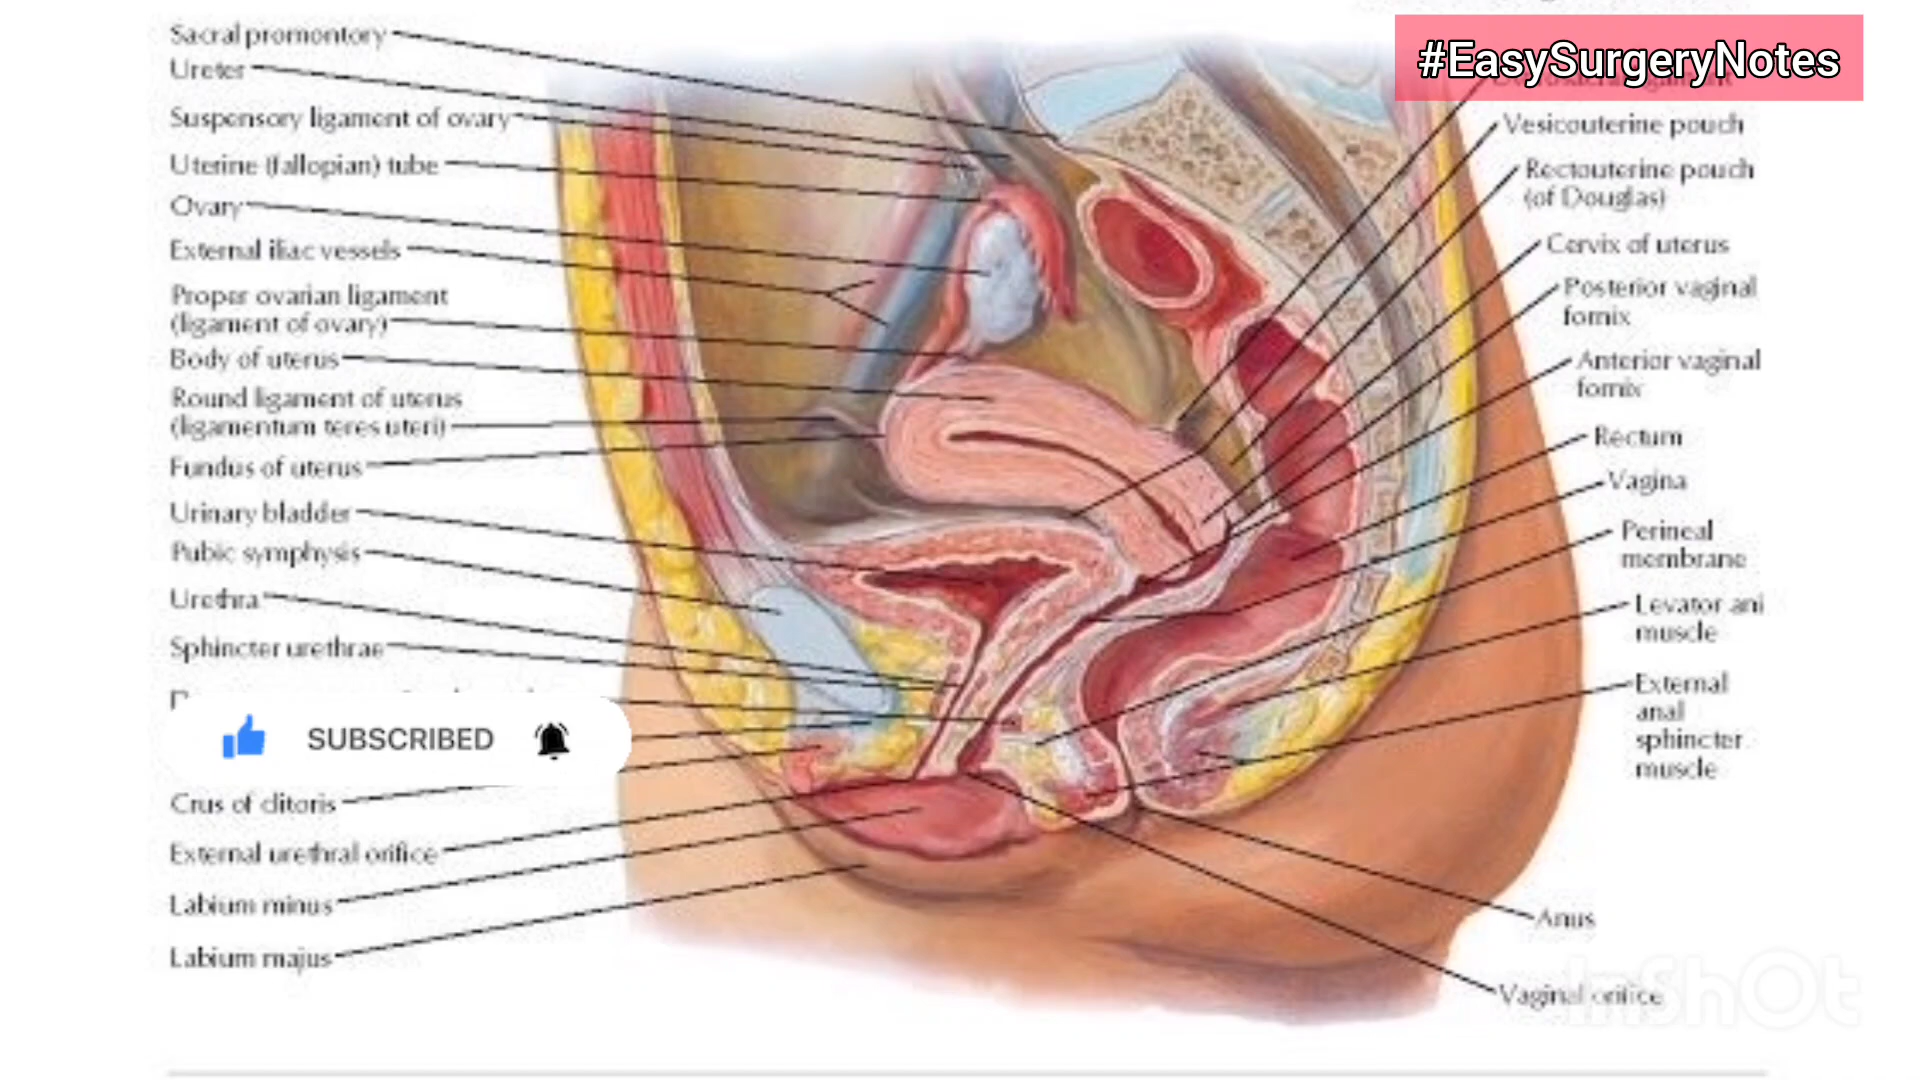 #EasySurgeryNotes
Sacral promontory
Ureter
Suspensory ligament of ovary
Uterine (fallopian) tube
Ovary
External iliac vessels
Proper ovarian ligament
(ligament of ovary)
Body of uterus
Round ligament of uterus
(ligamentum teres uteri)
Fundus of uterus
Urinary bladder
Pubic symphysis
Urethra
Sphincter urethrae
SUBSCRIBED
Crus of clitoris
External urethral orifice
Labium minus
Labium majus
Vesicouterine pouch
Rectouterine pouch
(of Douglas)
Cervix of uterus
Posterior vaginal
fornix
Anterior vaginal
fornix
Rectum
Vagina
Perineal
membrane
Levator ani
muscle
External
anal
sphincter
muscle
Anus
Vaginal orifice
InShOt